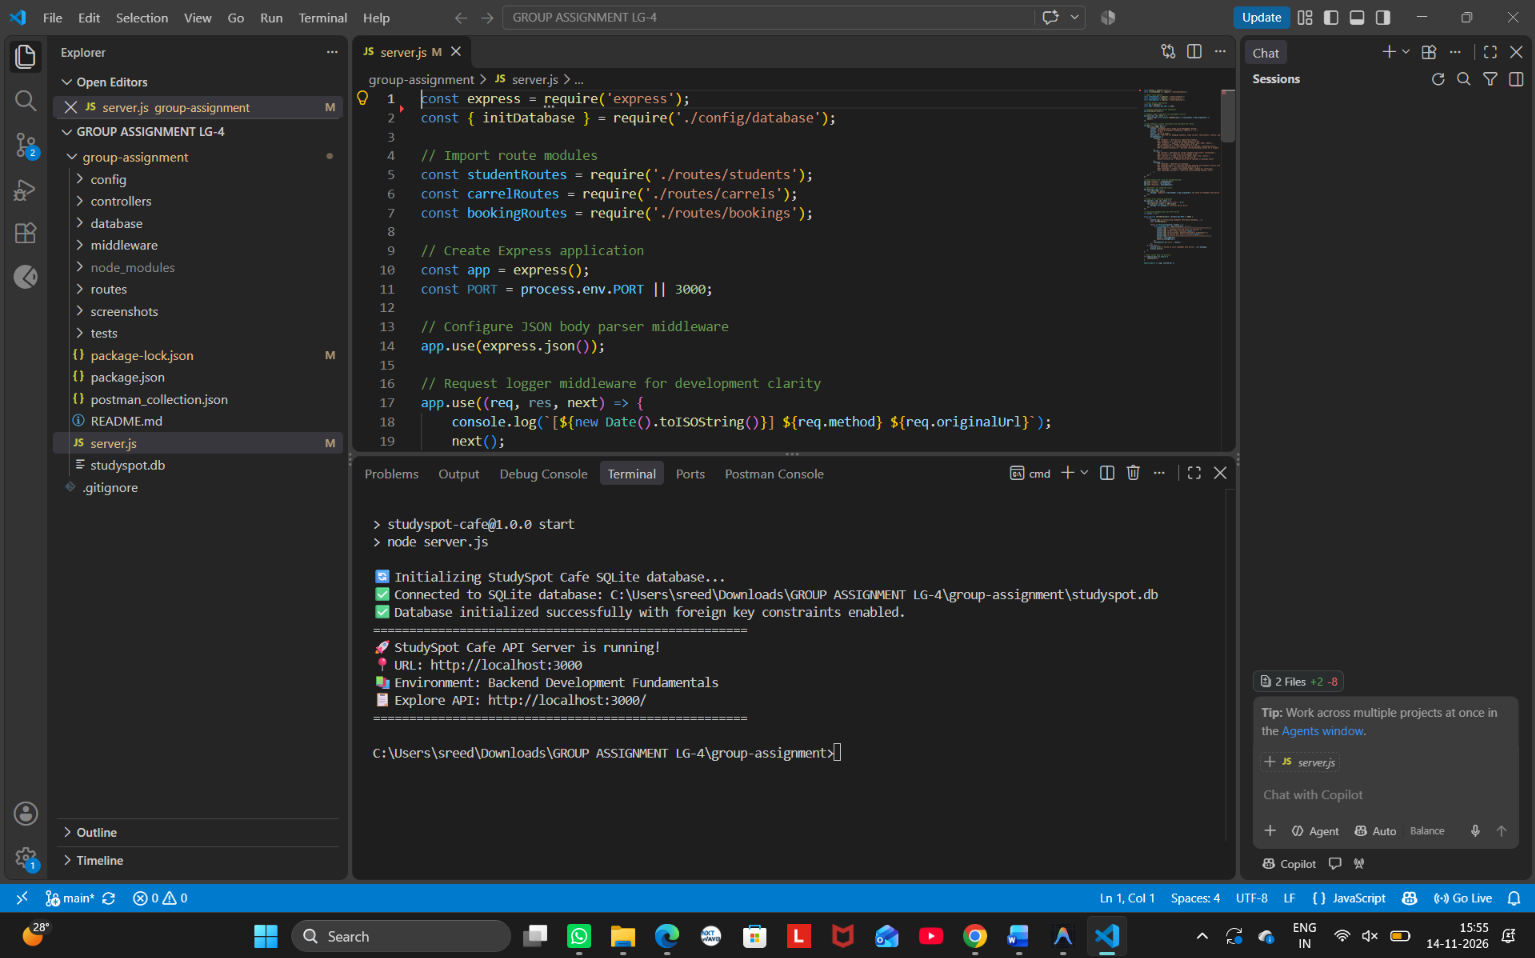 File Edit Selection View Go Run Terminal Help
GROUP ASSIGNMENT LG-4
Update
Explorer
Open Editors
JS server.js group-assignment M
GROUP ASSIGNMENT LG-4
group-assignment
config
controllers
database
middleware
node_modules
routes
screenshots
tests
{} package-lock.json M
{} package.json
{} postman_collection.json
README.md
JS server.js M
studyspot.db
.gitignore
Outline
Timeline
2
1
JS server.js M
group-assignment > JS server.js > ...
1 const express = require('express');
2 const { initDatabase } = require('./config/database');
3
4 // Import route modules
5 const studentRoutes = require('./routes/students');
6 const carrelRoutes = require('./routes/carrels');
7 const bookingRoutes = require('./routes/bookings');
8
9 // Create Express application
10 const app = express();
11 const PORT = process.env.PORT || 3000;
12
13 // Configure JSON body parser middleware
14 app.use(express.json());
15
16 // Request logger middleware for development clarity
17 app.use((req, res, next) => {
18 console.log(`[${new Date().toISOString()}] ${req.method} ${req.originalUrl}`);
19 next();
Problems Output Debug Console Terminal Ports Postman Console
cmd
> studyspot-cafe@1.0.0 start
> node server.js
Initializing StudySpot Cafe SQLite database...
Connected to SQLite database: C:\Users\sreed\Downloads\GROUP ASSIGNMENT LG-4\group-assignment\studyspot.db
Database initialized successfully with foreign key constraints enabled.
====================================================
StudySpot Cafe API Server is running!
URL: http://localhost:3000
Environment: Backend Development Fundamentals
Explore API: http://localhost:3000/
====================================================
C:\Users\sreed\Downloads\GROUP ASSIGNMENT LG-4\group-assignment>
Chat
Sessions
2 Files +2 -8
Tip: Work across multiple projects at once in
the Agents window.
JS server.js
Chat with Copilot
Agent Auto Balance
Copilot
main* 0 0
Ln 1, Col 1 Spaces: 4 UTF-8 LF {} JavaScript Go Live
28°
Search
ENG
IN
15:55
14-11-2026